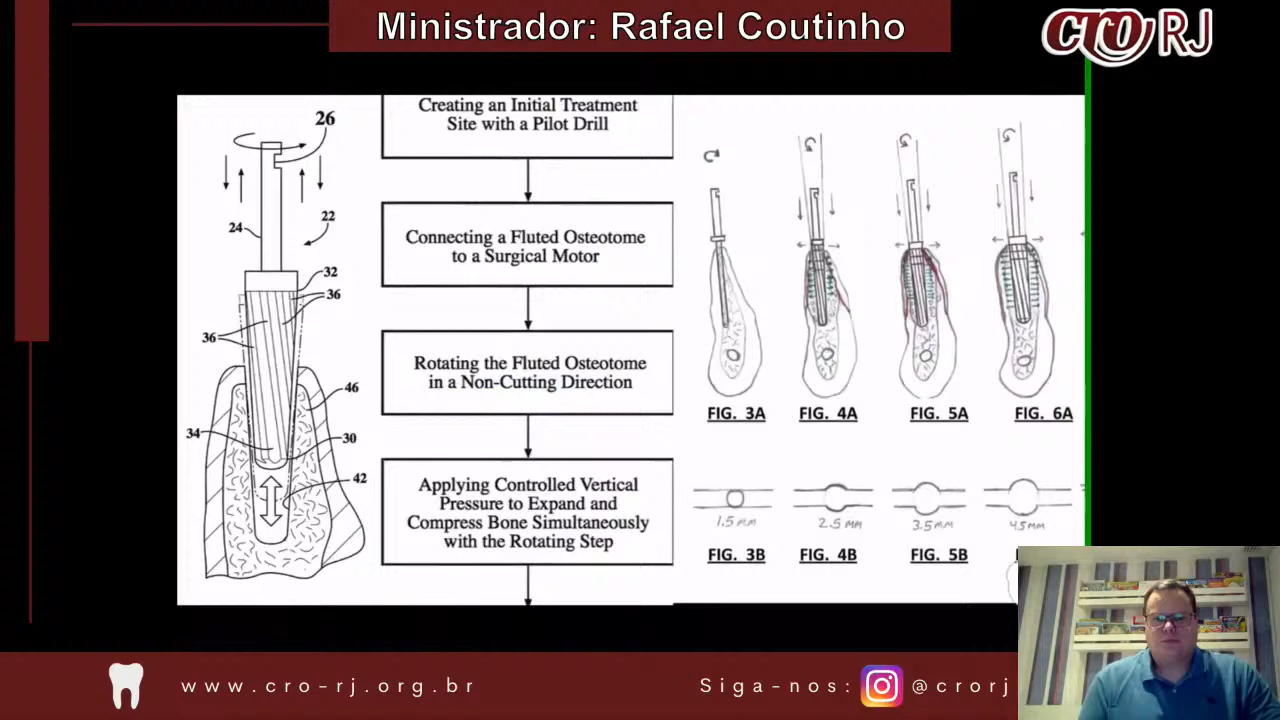 Ministrador: Rafael Coutinho
CRO RJ
26
22
24
32
36
36
46
34
30
42
Creating an Initial Treatment
Site with a Pilot Drill
Connecting a Fluted Osteotome
to a Surgical Motor
Rotating the Fluted Osteotome
in a Non-Cutting Direction
Applying Controlled Vertical
Pressure to Expand and
Compress Bone Simultaneously
with the Rotating Step
FIG. 3A FIG. 4A FIG. 5A FIG. 6A
1.5 MM 2.5 MM 3.5 MM 4.5 MM
FIG. 3B FIG. 4B FIG. 5B
www.cro-rj.org.br
Siga-nos: @crorj